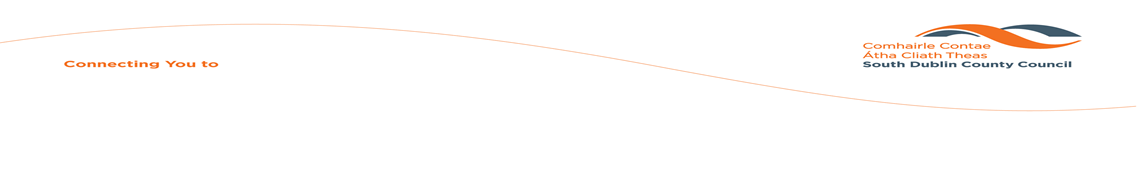 Connecting You to
Comhairle Contae
Átha Cliath Theas
South Dublin County Council